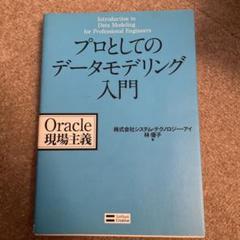 Introduction to
Data Modeling
for Professional Engineers
プロとしての
データモデリング
入門
Oracle
現場主義
株式会社システム・テクノロジー・アイ
林 優子
著
SoftBank
Creative